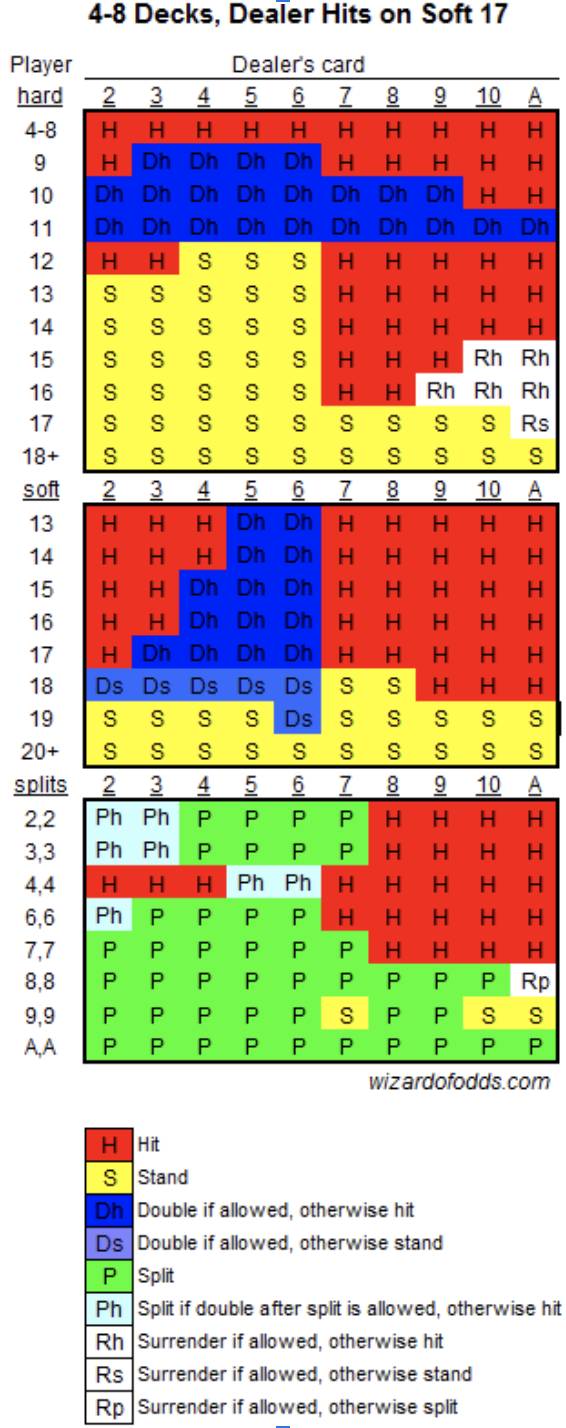 4-8 Decks, Dealer Hits on Soft 17
Player Dealer's card
hard 2 3 4 5 6 7 8 9 10 A
4-8 H H H H H H H H H H
9 H Dh Dh Dh Dh H H H H H
10 Dh Dh Dh Dh Dh Dh Dh Dh H H
11 Dh Dh Dh Dh Dh Dh Dh Dh Dh Dh
12 H H S S S H H H H H
13 S S S S S H H H H H
14 S S S S S H H H H H
15 S S S S S H H H Rh Rh
16 S S S S S H H Rh Rh Rh
17 S S S S S S S S S Rs
18+ S S S S S S S S S S
soft 2 3 4 5 6 7 8 9 10 A
13 H H H Dh Dh H H H H H
14 H H H Dh Dh H H H H H
15 H H Dh Dh Dh H H H H H
16 H H Dh Dh Dh H H H H H
17 H Dh Dh Dh Dh H H H H H
18 Ds Ds Ds Ds Ds S S H H H
19 S S S S Ds S S S S S
20+ S S S S S S S S S S
splits 2 3 4 5 6 7 8 9 10 A
2,2 Ph Ph P P P P H H H H
3,3 Ph Ph P P P P H H H H
4,4 H H H Ph Ph H H H H H
6,6 Ph P P P P H H H H H
7,7 P P P P P P H H H H
8,8 P P P P P P P P P Rp
9,9 P P P P P S P P S S
A,A P P P P P P P P P P
wizardofodds.com
H Hit
S Stand
Dh Double if allowed, otherwise hit
Ds Double if allowed, otherwise stand
P Split
Ph Split if double after split is allowed, otherwise hit
Rh Surrender if allowed, otherwise hit
Rs Surrender if allowed, otherwise stand
Rp Surrender if allowed, otherwise split